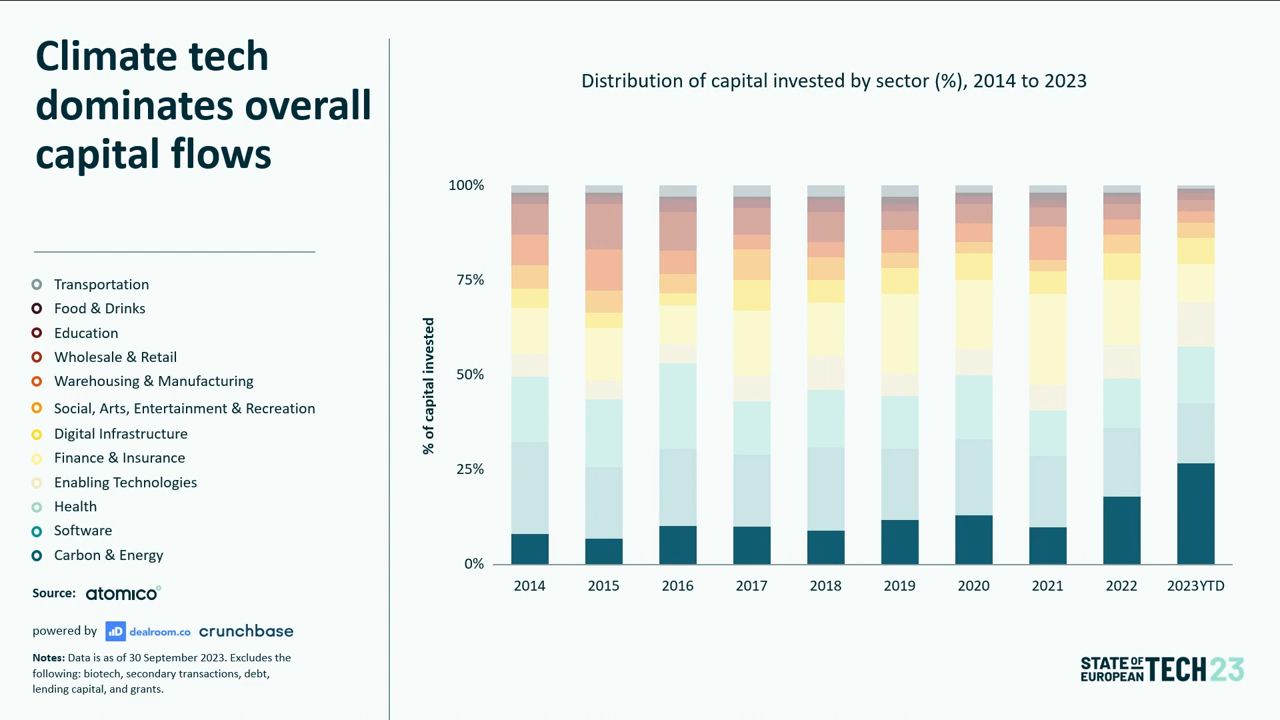 Climate tech
dominates overall
capital flows
Transportation
Food & Drinks
Education
Wholesale & Retail
Warehousing & Manufacturing
Social, Arts, Entertainment & Recreation
Digital Infrastructure
Finance & Insurance
Enabling Technologies
Health
Software
Carbon & Energy
Source: atomico
powered by dealroom.co crunchbase
Notes: Data is as of 30 September 2023. Excludes the
following: biotech, secondary transactions, debt,
lending capital, and grants.
Distribution of capital invested by sector (%), 2014 to 2023
% of capital invested
100%
75%
50%
25%
0%
2014 2015 2016 2017 2018 2019 2020 2021 2022 2023YTD
STATE OF
EUROPEAN TECH 23